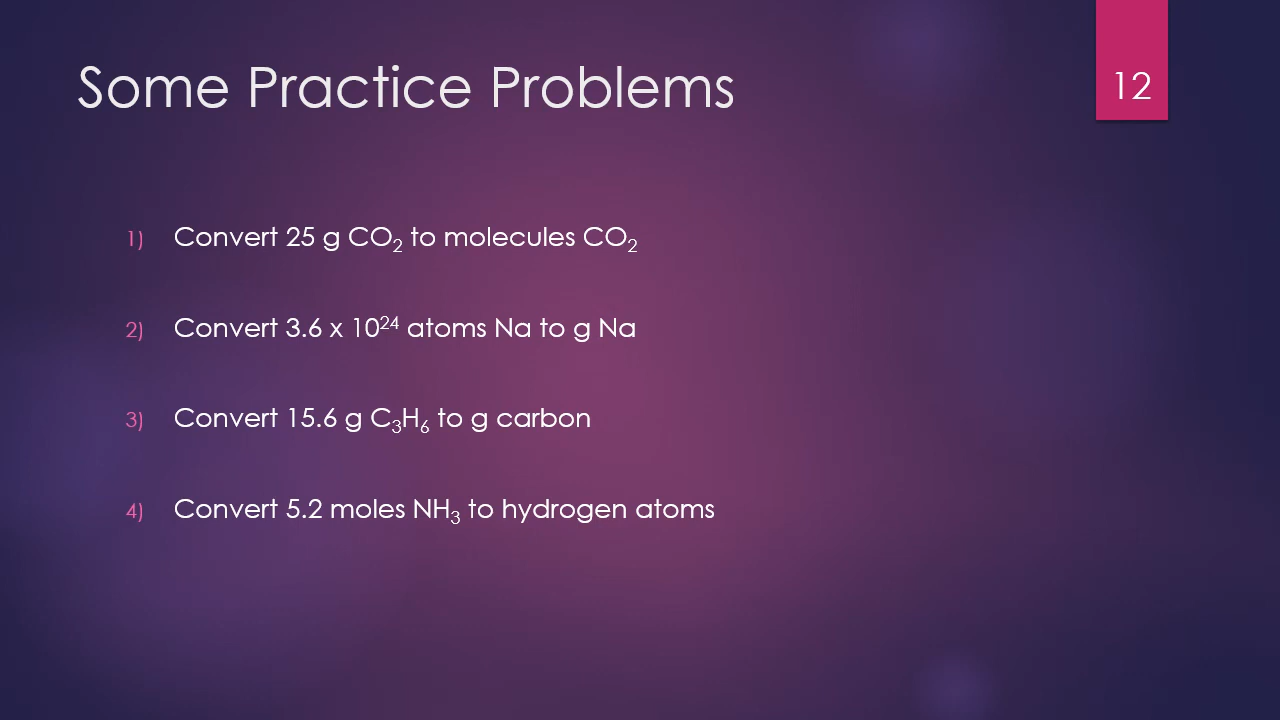 Some Practice Problems
12
1) Convert 25 g CO₂ to molecules CO₂
2) Convert 3.6 x 10²⁴ atoms Na to g Na
3) Convert 15.6 g C₃H₆ to g carbon
4) Convert 5.2 moles NH₃ to hydrogen atoms